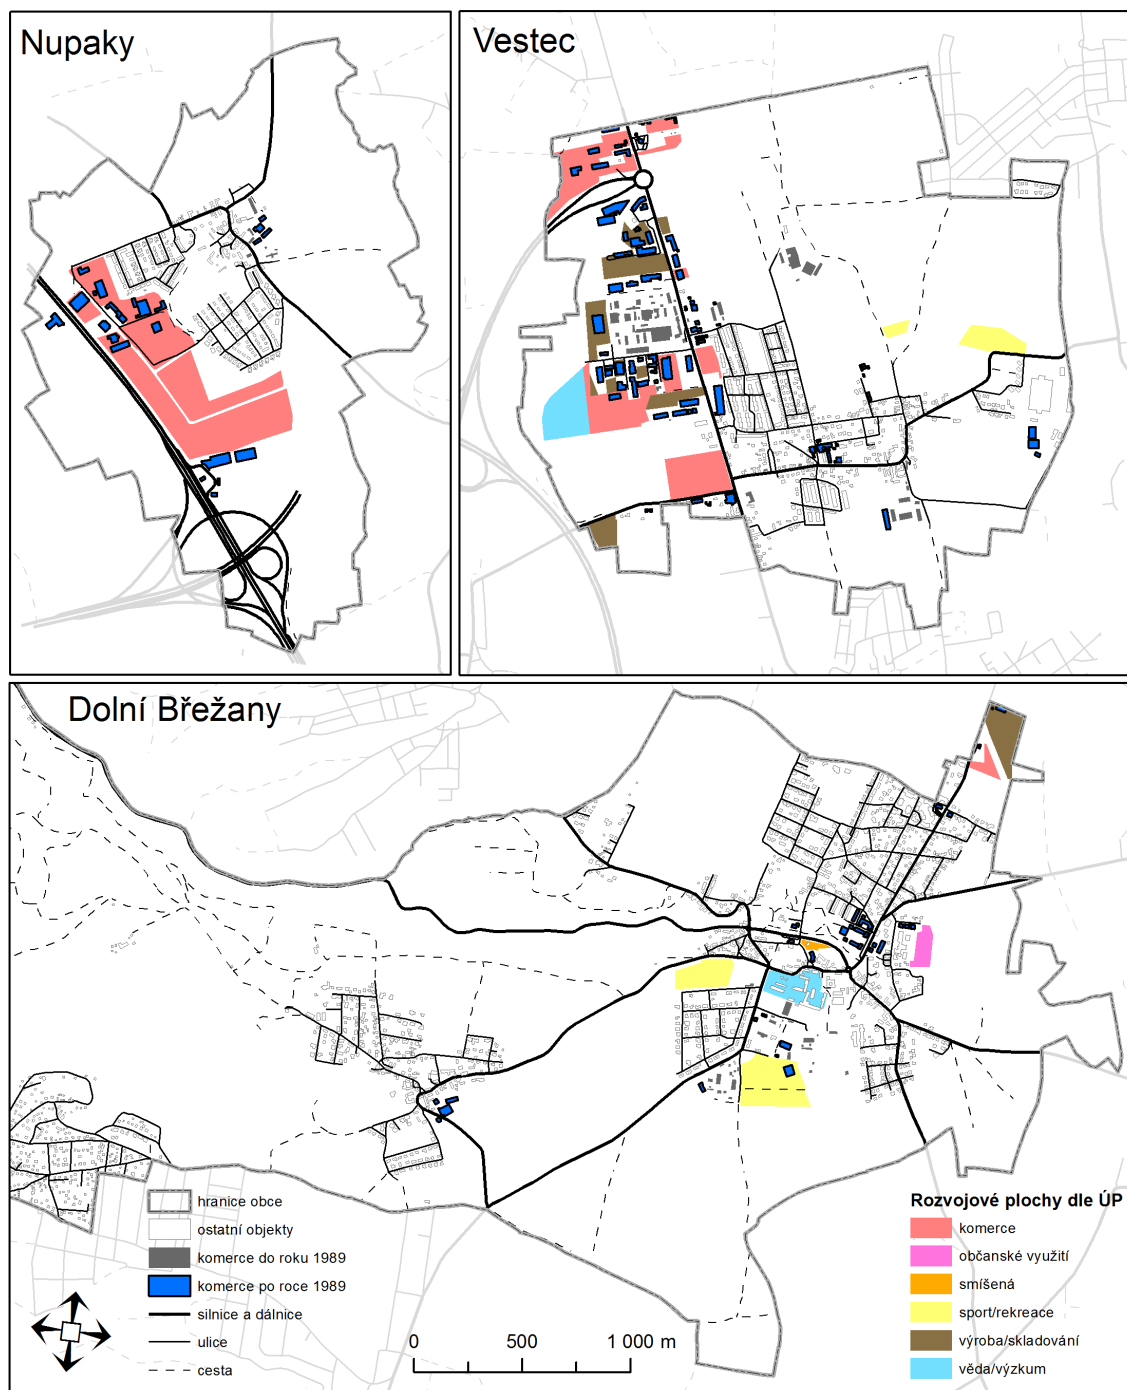 Nupaky
Vestec
Dolní Břežany
hranice obce
ostatní objekty
komerce do roku 1989
komerce po roce 1989
silnice a dálnice
ulice
cesta
0 500 1 000 m
Rozvojové plochy dle ÚP
komerce
občanské využití
smíšená
sport/rekreace
výroba/skladování
věda/výzkum